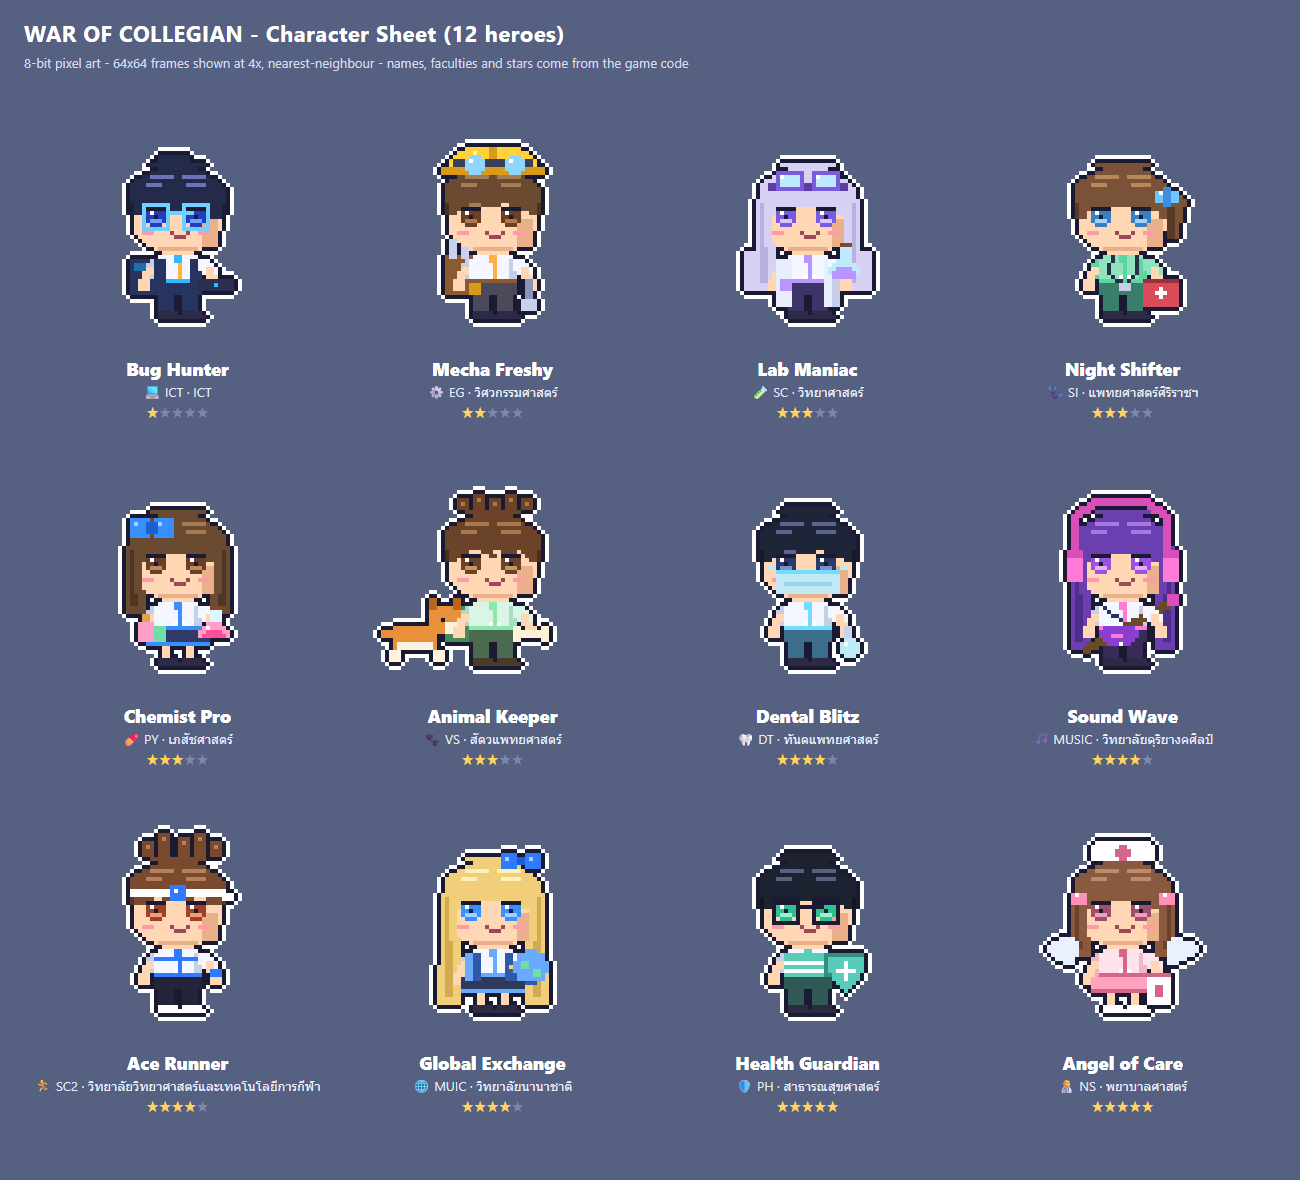 WAR OF COLLEGIAN - Character Sheet (12 heroes)
8-bit pixel art - 64x64 frames shown at 4x, nearest-neighbour - names, faculties and stars come from the game code
Bug Hunter
ICT · ICT
Mecha Freshy
EG · วิศวกรรมศาสตร์
Lab Maniac
SC · วิทยาศาสตร์
Night Shifter
SI · แพทยศาสตร์ศิริราชฯ
Chemist Pro
PY · เภสัชศาสตร์
Animal Keeper
VS · สัตวแพทยศาสตร์
Dental Blitz
DT · ทันตแพทยศาสตร์
Sound Wave
MUSIC · วิทยาลัยดุริยางคศิลป์
Ace Runner
SC2 · วิทยาลัยวิทยาศาสตร์และเทคโนโลยีการกีฬา
Global Exchange
MUIC · วิทยาลัยนานาชาติ
Health Guardian
PH · สาธารณสุขศาสตร์
Angel of Care
NS · พยาบาลศาสตร์